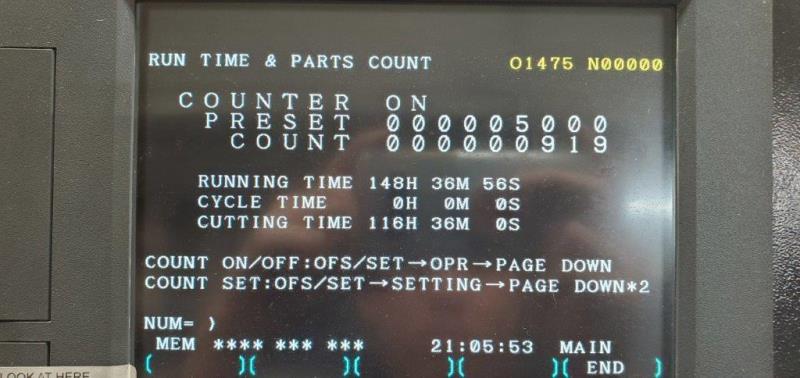 RUN TIME & PARTS COUNT O1475 N00000
COUNTER ON
PRESET 000005000
COUNT 000000919
RUNNING TIME 148H 36M 56S
CYCLE TIME 0H 0M 0S
CUTTING TIME 116H 36M 0S
COUNT ON/OFF:OFS/SET→OPR→PAGE DOWN
COUNT SET:OFS/SET→SETTING→PAGE DOWN*2
NUM= )
MEM **** *** *** 21:05:53 MAIN
( )( )( )( )( END )
LOOK AT HERE